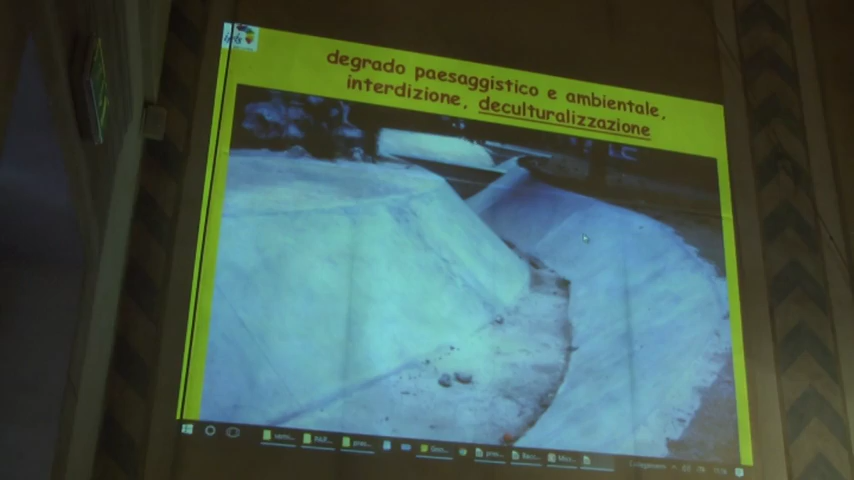 degrado paesaggistico e ambientale,
interdizione, deculturalizzazione